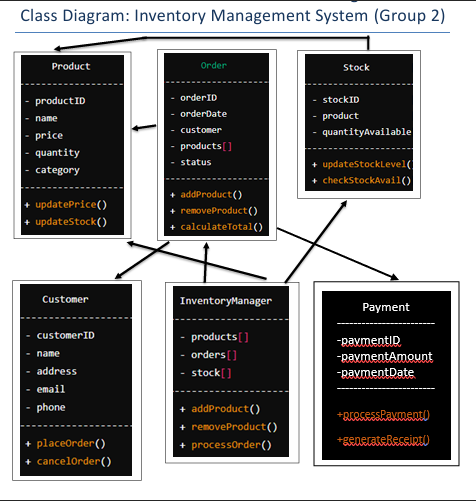 Class Diagram: Inventory Management System (Group 2)
Product
- productID
- name
- price
- quantity
- category
+ updatePrice()
+ updateStock()
Order
- orderID
- orderDate
- customer
- products[]
- status
+ addProduct()
+ removeProduct()
+ calculateTotal()
Stock
- stockID
- product
- quantityAvailable
+ updateStockLevel(
+ checkStockAvail()
Customer
- customerID
- name
- address
- email
- phone
+ placeOrder()
+ cancelOrder()
InventoryManager
- products[]
- orders[]
- stock[]
+ addProduct()
+ removeProduct()
+ processOrder()
Payment
-paymentID
-paymentAmount
-paymentDate
+processPayment()
+generateReceipt()